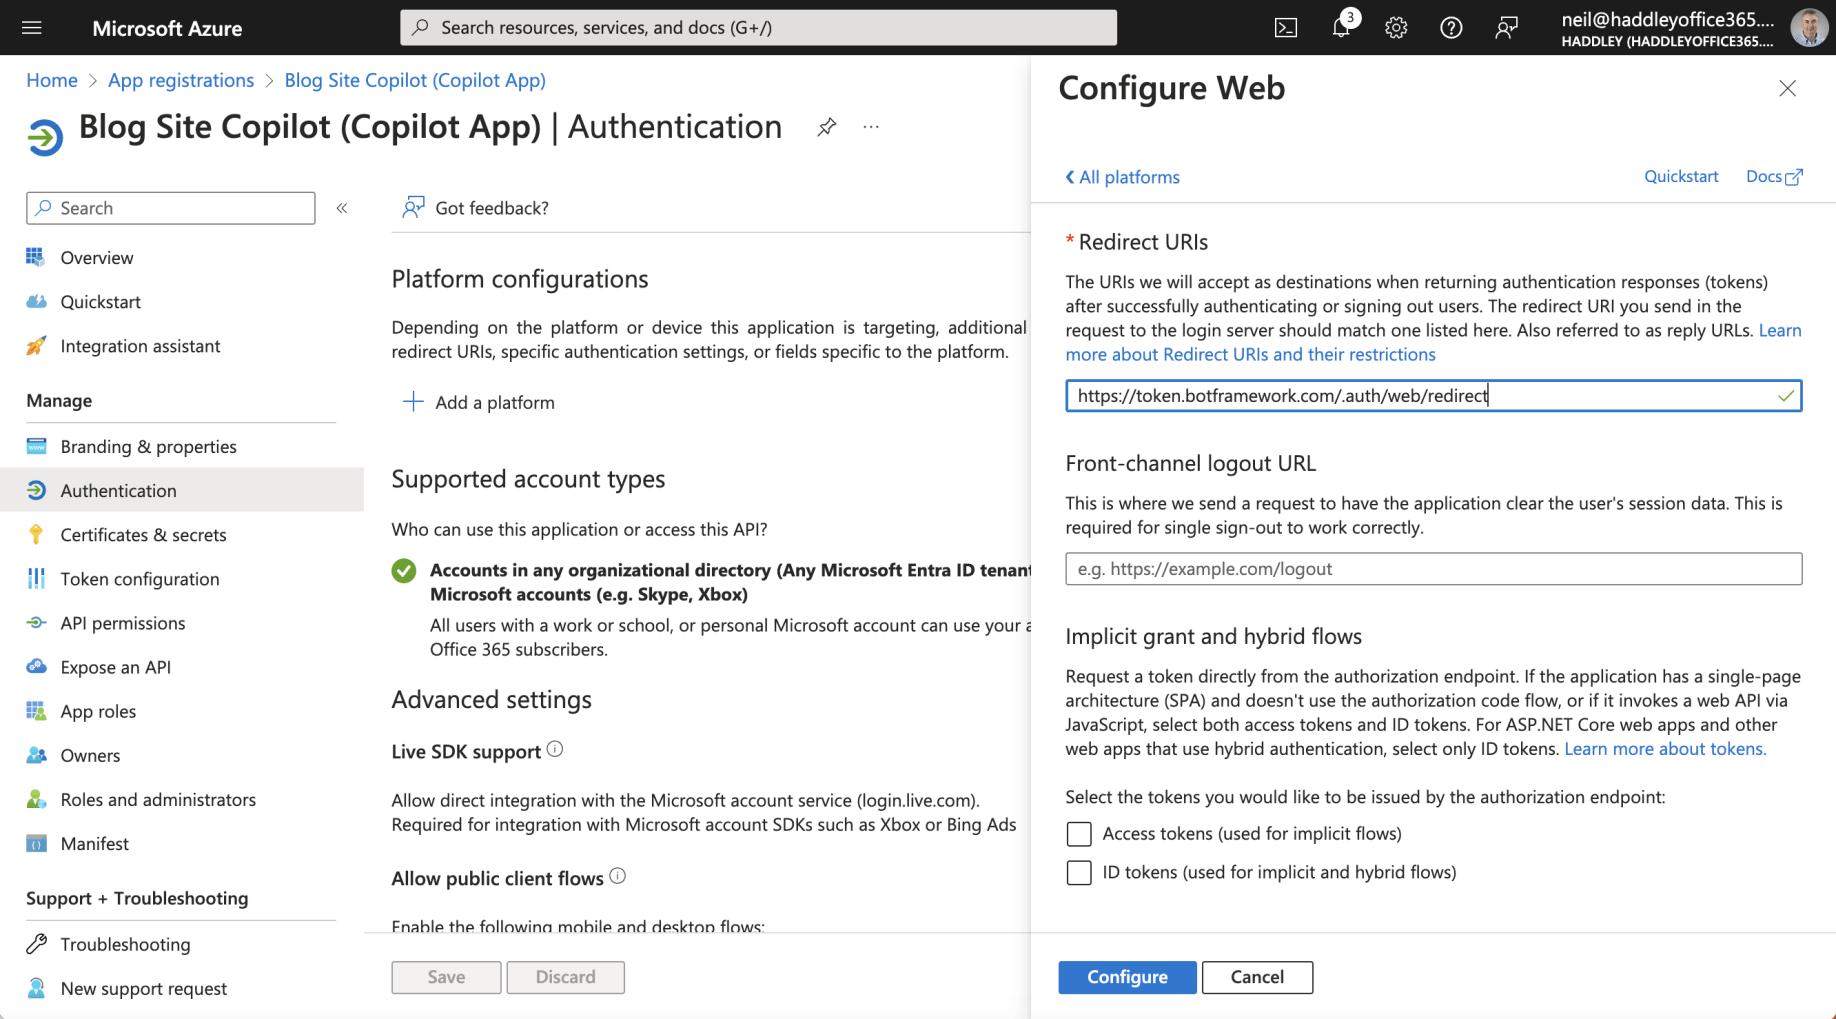 Microsoft Azure
Search resources, services, and docs (G+/)
3
neil@haddleyoffice365....
HADDLEY (HADDLEYOFFICE365....
Home > App registrations > Blog Site Copilot (Copilot App)
Blog Site Copilot (Copilot App) | Authentication
...
Search
«
Overview
Quickstart
Integration assistant
Manage
Branding & properties
Authentication
Certificates & secrets
Token configuration
API permissions
Expose an API
App roles
Owners
Roles and administrators
Manifest
Support + Troubleshooting
Troubleshooting
New support request
Got feedback?
Platform configurations
Depending on the platform or device this application is targeting, additional
redirect URIs, specific authentication settings, or fields specific to the platform.
Add a platform
Supported account types
Who can use this application or access this API?
Accounts in any organizational directory (Any Microsoft Entra ID tenant
Microsoft accounts (e.g. Skype, Xbox)
All users with a work or school, or personal Microsoft account can use your a
Office 365 subscribers.
Advanced settings
Live SDK support
Allow direct integration with the Microsoft account service (login.live.com).
Required for integration with Microsoft account SDKs such as Xbox or Bing Ads
Allow public client flows
Enable the following mobile and desktop flows:
Save
Discard
Configure Web
All platforms
Quickstart
Docs
* Redirect URIs
The URIs we will accept as destinations when returning authentication responses (tokens)
after successfully authenticating or signing out users. The redirect URI you send in the
request to the login server should match one listed here. Also referred to as reply URLs. Learn
more about Redirect URIs and their restrictions
https://token.botframework.com/.auth/web/redirect
Front-channel logout URL
This is where we send a request to have the application clear the user's session data. This is
required for single sign-out to work correctly.
e.g. https://example.com/logout
Implicit grant and hybrid flows
Request a token directly from the authorization endpoint. If the application has a single-page
architecture (SPA) and doesn't use the authorization code flow, or if it invokes a web API via
JavaScript, select both access tokens and ID tokens. For ASP.NET Core web apps and other
web apps that use hybrid authentication, select only ID tokens. Learn more about tokens.
Select the tokens you would like to be issued by the authorization endpoint:
Access tokens (used for implicit flows)
ID tokens (used for implicit and hybrid flows)
Configure
Cancel